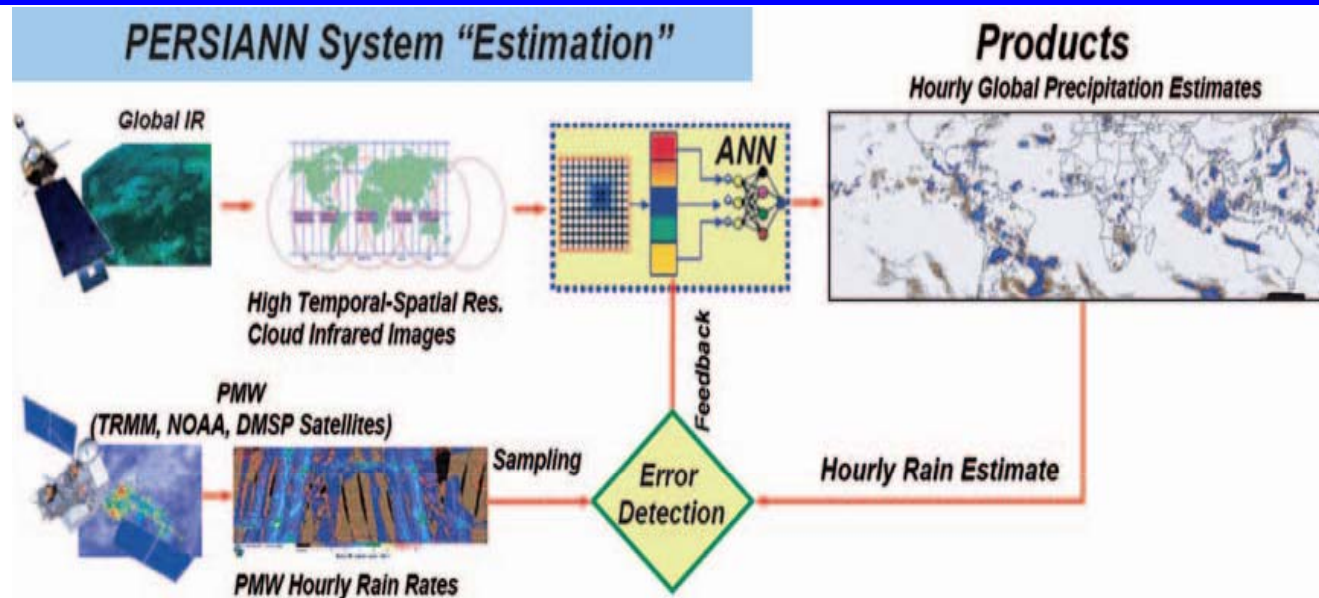 PERSIANN System “Estimation”
Products
Hourly Global Precipitation Estimates
Global IR
ANN
High Temporal-Spatial Res.
Cloud Infrared Images
Feedback
PMW
(TRMM, NOAA, DMSP Satellites)
Sampling
Error
Detection
Hourly Rain Estimate
PMW Hourly Rain Rates